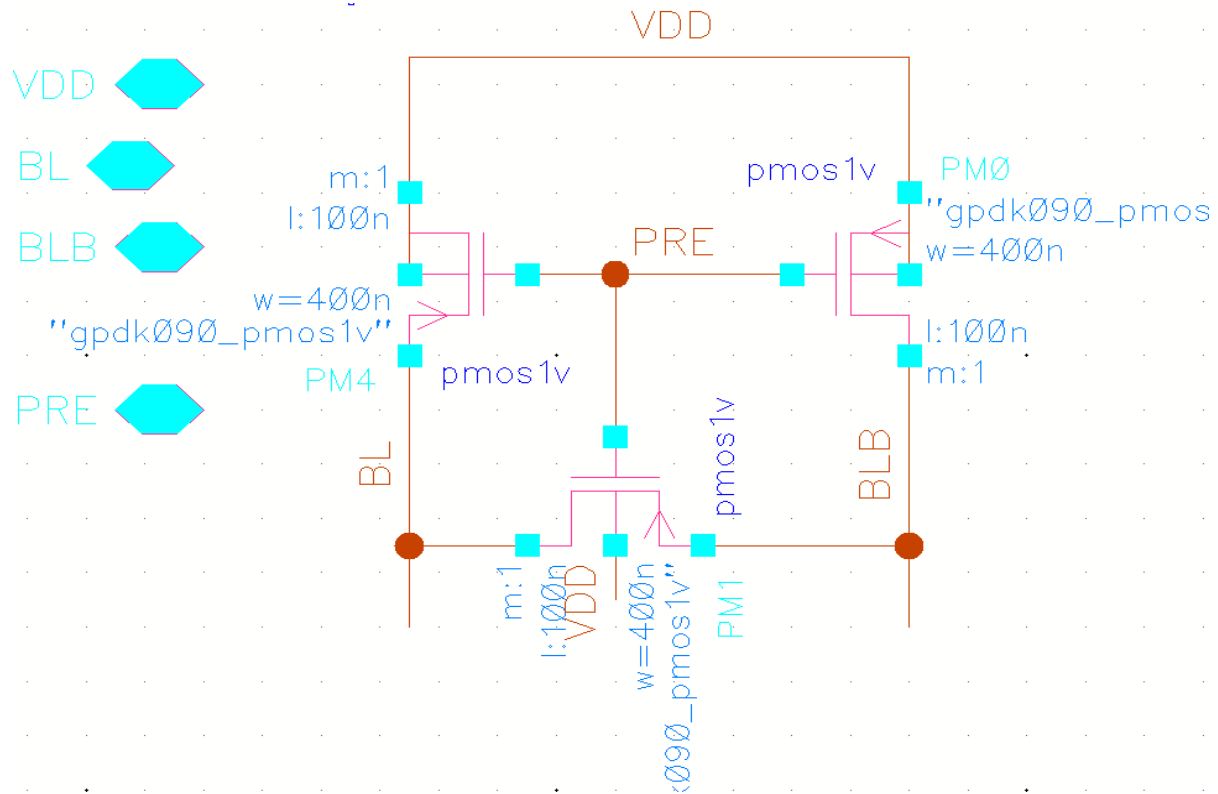 VDD
VDD
BL
BLB
PRE
m:1
l:100n
w=400n
"gpdk090_pmos1v"
PM4
pmos1v
PRE
pmos1v
PM0
"gpdk090_pmos
w=400n
l:100n
m:1
BL
BLB
pmos1v
m:1
l:100n
VDD
w=400n
k090_pmos1v"
PM1